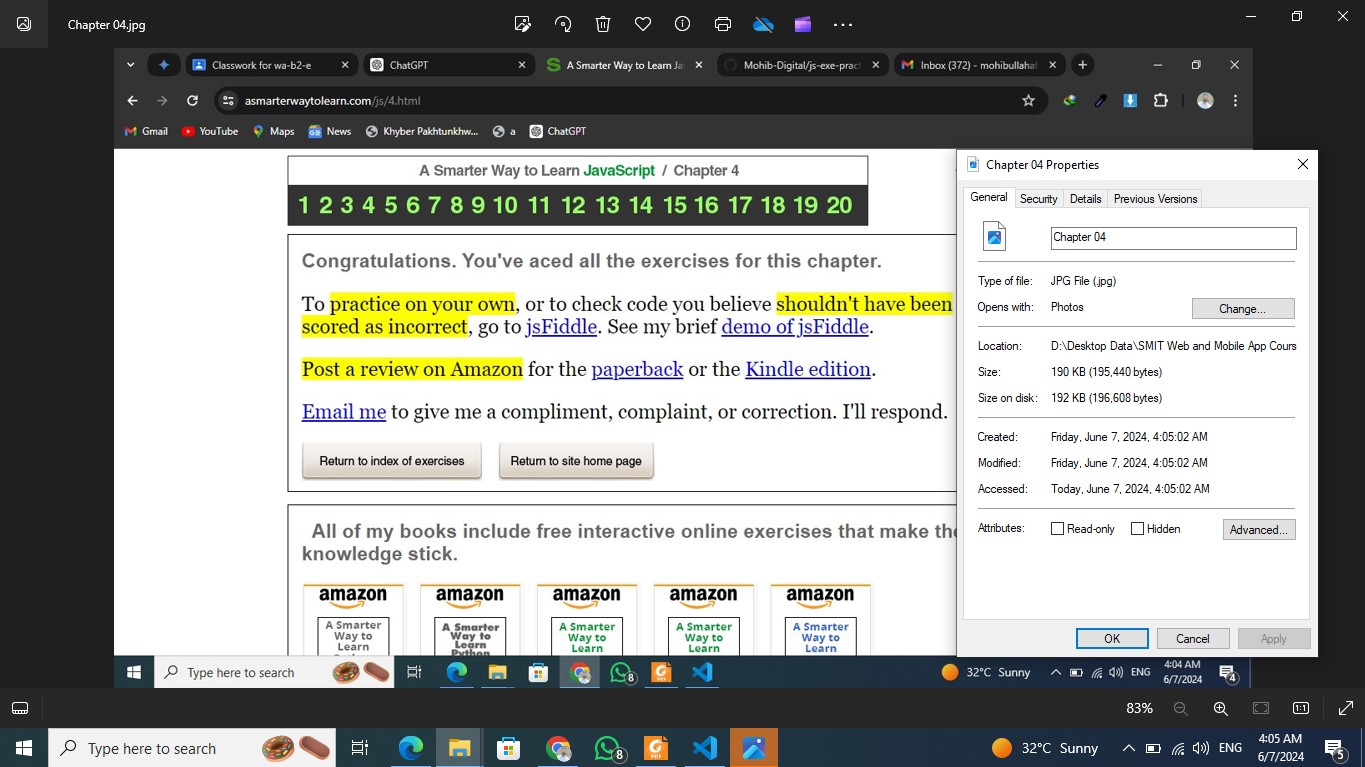 Chapter 04.jpg
Classwork for wa-b2-e
ChatGPT
A Smarter Way to Learn Ja
Mohib-Digital/js-exe-prac
Inbox (372) - mohibullahaf
asmarterwaytolearn.com/js/4.html
Gmail YouTube Maps News Khyber Pakhtunkhw... a ChatGPT
A Smarter Way to Learn JavaScript / Chapter 4
1 2 3 4 5 6 7 8 9 10 11 12 13 14 15 16 17 18 19 20
Congratulations. You've aced all the exercises for this chapter.
To practice on your own, or to check code you believe shouldn't have been
scored as incorrect, go to jsFiddle. See my brief demo of jsFiddle.
Post a review on Amazon for the paperback or the Kindle edition.
Email me to give me a compliment, complaint, or correction. I'll respond.
Return to index of exercises
Return to site home page
All of my books include free interactive online exercises that make the
knowledge stick.
amazon amazon amazon amazon amazon
A Smarter
Way to
Learn
A Smarter
Way to
Learn
A Smarter
Way to
Learn
A Smarter
Way to
Learn
A Smarter
Way to
Learn
Chapter 04 Properties
General Security Details Previous Versions
Chapter 04
Type of file: JPG File (.jpg)
Opens with: Photos Change...
Location: D:\Desktop Data\SMIT Web and Mobile App Cours
Size: 190 KB (195,440 bytes)
Size on disk: 192 KB (196,608 bytes)
Created: Friday, June 7, 2024, 4:05:02 AM
Modified: Friday, June 7, 2024, 4:05:02 AM
Accessed: Today, June 7, 2024, 4:05:02 AM
Attributes: Read-only Hidden Advanced...
OK Cancel Apply
Type here to search
8
32°C Sunny
ENG
4:04 AM
6/7/2024
4
83%
1:1
Type here to search
8
32°C Sunny
ENG
4:05 AM
6/7/2024
5